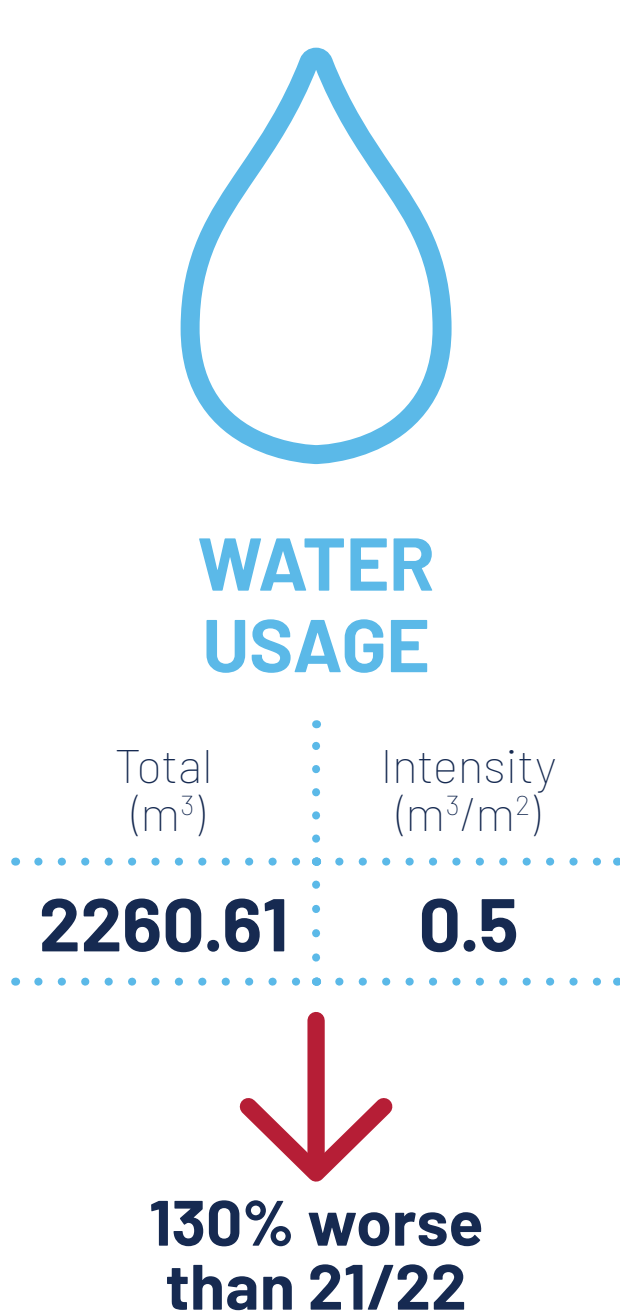 WATER
USAGE
Total
(m³)
Intensity
(m³/m²)
2260.61
0.5
130% worse
than 21/22